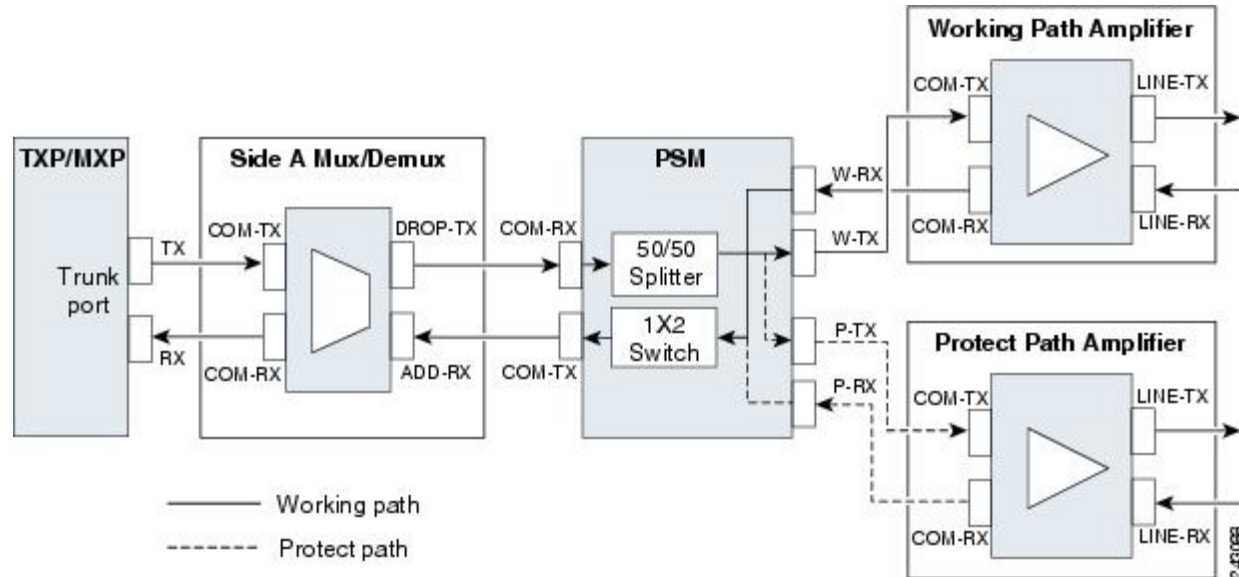 Working Path Amplifier
COM-TX
LINE-TX
COM-RX
LINE-RX
TXP/MXP
Trunk
port
TX
RX
Side A Mux/Demux
COM-TX
DROP-TX
COM-RX
ADD-RX
PSM
COM-RX
50/50
Splitter
1X2
Switch
COM-TX
W-RX
W-TX
P-TX
P-RX
Protect Path Amplifier
COM-TX
LINE-TX
COM-RX
LINE-RX
Working path
Protect path